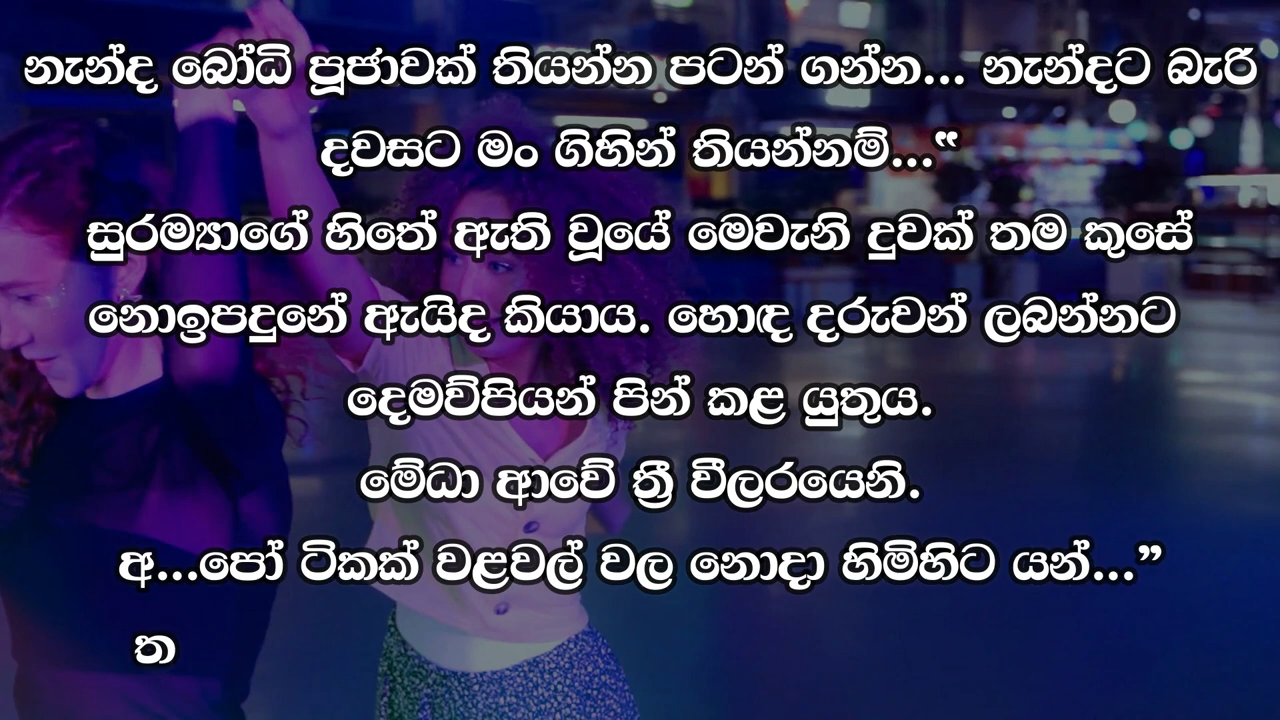 නැන්ද බෝධි පූජාවක් තියන්න පටන් ගන්න... නැන්දට බැරි
දවසට මං ගිහින් තියන්නම්...“
සුරම්‍යාගේ හිතේ ඇති වූයේ මෙවැනි දුවක් තම කුසේ
නොඉපදුනේ ඇයිද කියාය. හොඳ දරුවන් ලබන්නට
දෙමව්පියන් පින් කළ යුතුය.
මේධා ආවේ ත්‍රී වීලරයෙනි.
අ...පෝ ටිකක් වළවල් වල නොදා හිමිහිට යන්...”
ත